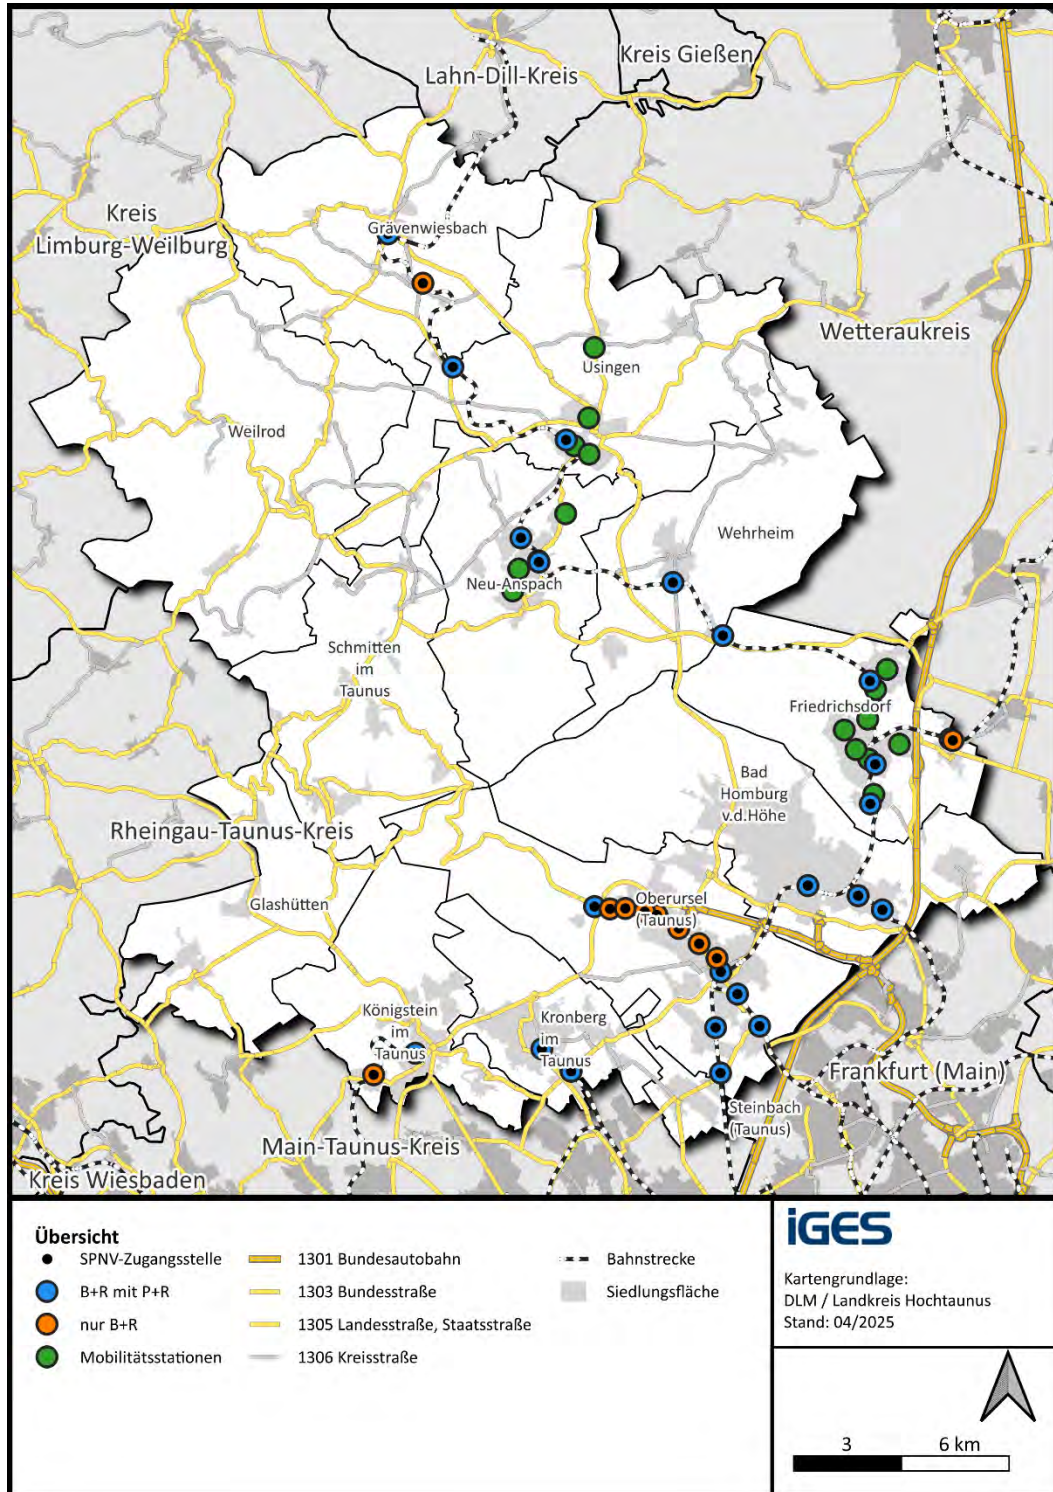 Kreis Gießen
Lahn-Dill-Kreis
Kreis
Limburg-Weilburg
Grävenwiesbach
Wetteraukreis
Usingen
Weilrod
Wehrheim
Neu-Anspach
Schmitten
im
Taunus
Friedrichsdorf
Bad
Homburg
v.d.Höhe
Rheingau-Taunus-Kreis
Glashütten
Oberursel
(Taunus)
Königstein
im
Taunus
Kronberg
im
Taunus
Frankfurt (Main)
Steinbach
(Taunus)
Main-Taunus-Kreis
Kreis Wiesbaden
Übersicht
SPNV-Zugangsstelle
B+R mit P+R
nur B+R
Mobilitätsstationen
1301 Bundesautobahn
1303 Bundesstraße
1305 Landesstraße, Staatsstraße
1306 Kreisstraße
Bahnstrecke
Siedlungsfläche
iGES
Kartengrundlage:
DLM / Landkreis Hochtaunus
Stand: 04/2025
3 6 km